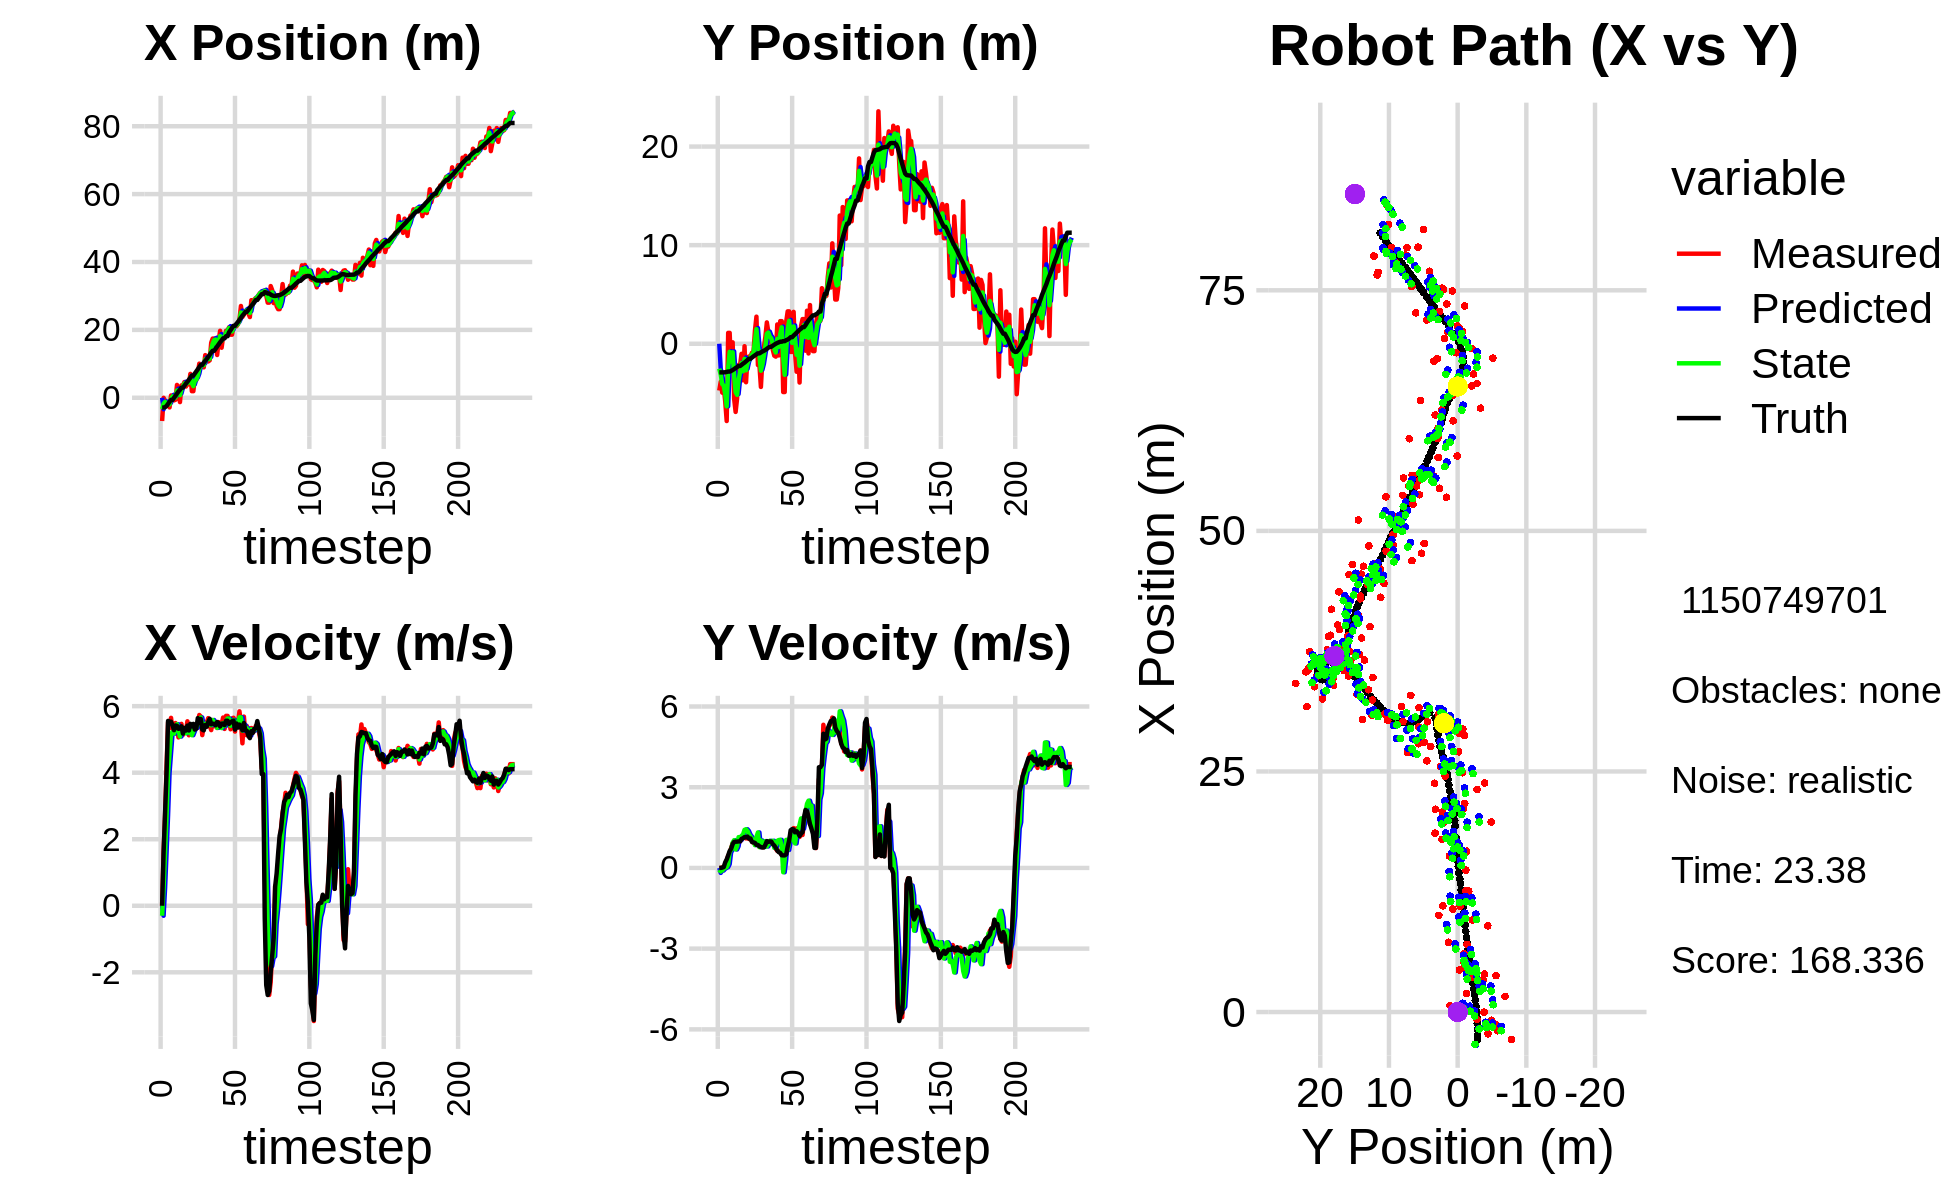 X Position (m)
80
60
40
20
0
0
50
100
150
200
timestep
Y Position (m)
20
10
0
0
50
100
150
200
timestep
X Velocity (m/s)
6
4
2
0
-2
0
50
100
150
200
timestep
Y Velocity (m/s)
6
3
0
-3
-6
0
50
100
150
200
timestep
Robot Path (X vs Y)
X Position (m)
75
50
25
0
20 10 0 -10 -20
Y Position (m)
variable
Measured
Predicted
State
Truth
1150749701
Obstacles: none
Noise: realistic
Time: 23.38
Score: 168.336